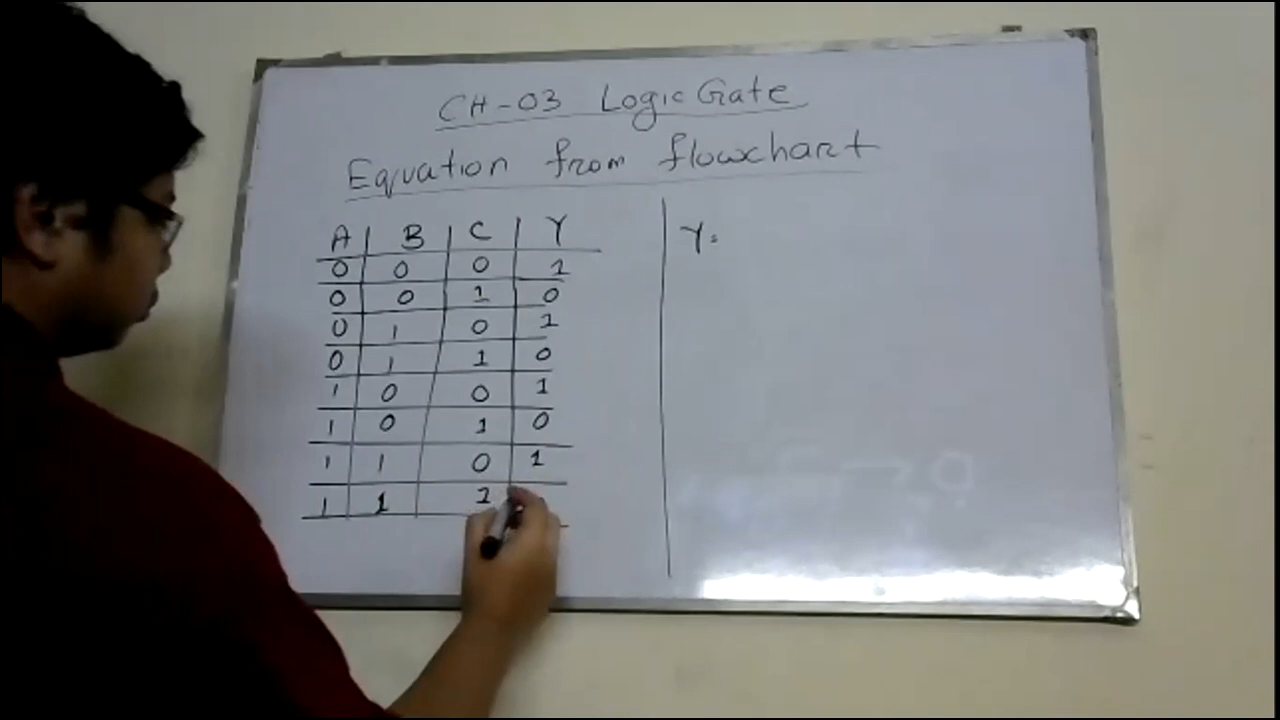 CH-03 Logic Gate
Equation from flowchart
A B C Y
0 0 0 1
0 0 1 0
0 1 0 1
0 1 1 0
1 0 0 1
1 0 1 0
1 1 0 1
1 1 1
Y=